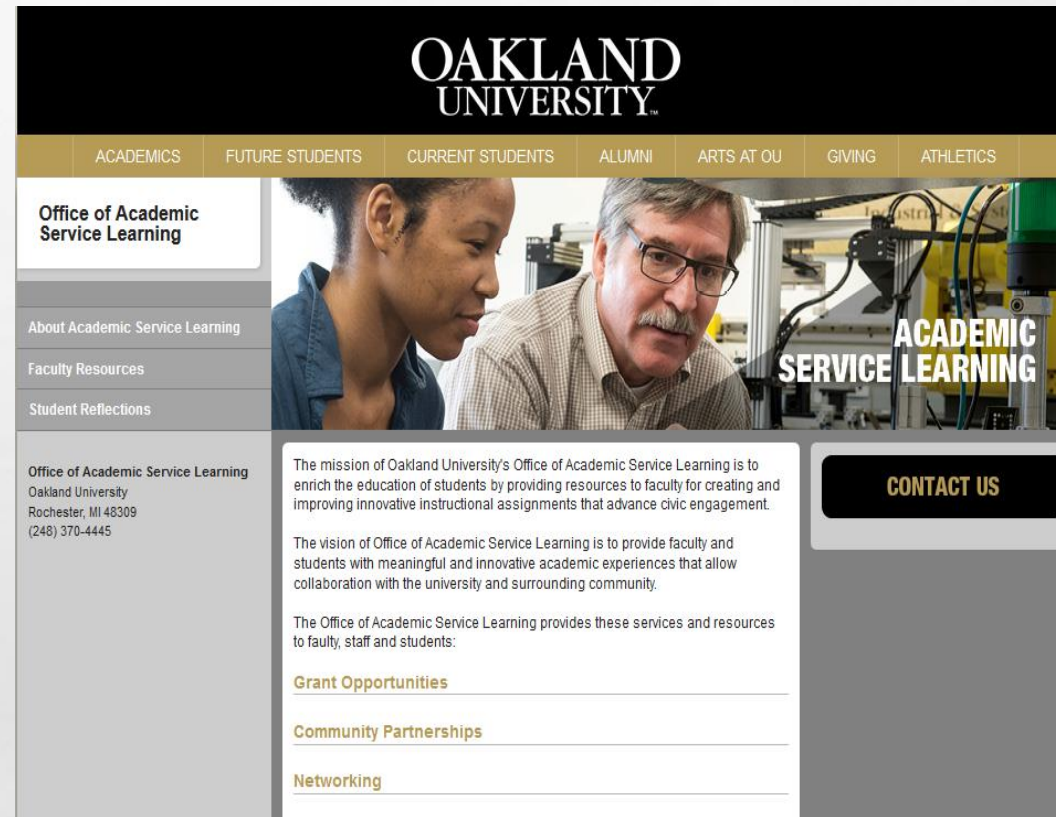 OAKLAND
UNIVERSITY™
ACADEMICS FUTURE STUDENTS CURRENT STUDENTS ALUMNI ARTS AT OU GIVING ATHLETICS
Office of Academic
Service Learning
About Academic Service Learning
Faculty Resources
Student Reflections
Office of Academic Service Learning
Oakland University
Rochester, MI 48309
(248) 370-4445
ACADEMIC
SERVICE LEARNING
The mission of Oakland University's Office of Academic Service Learning is to
enrich the education of students by providing resources to faculty for creating and
improving innovative instructional assignments that advance civic engagement.
The vision of Office of Academic Service Learning is to provide faculty and
students with meaningful and innovative academic experiences that allow
collaboration with the university and surrounding community.
The Office of Academic Service Learning provides these services and resources
to faulty, staff and students:
Grant Opportunities
Community Partnerships
Networking
CONTACT US